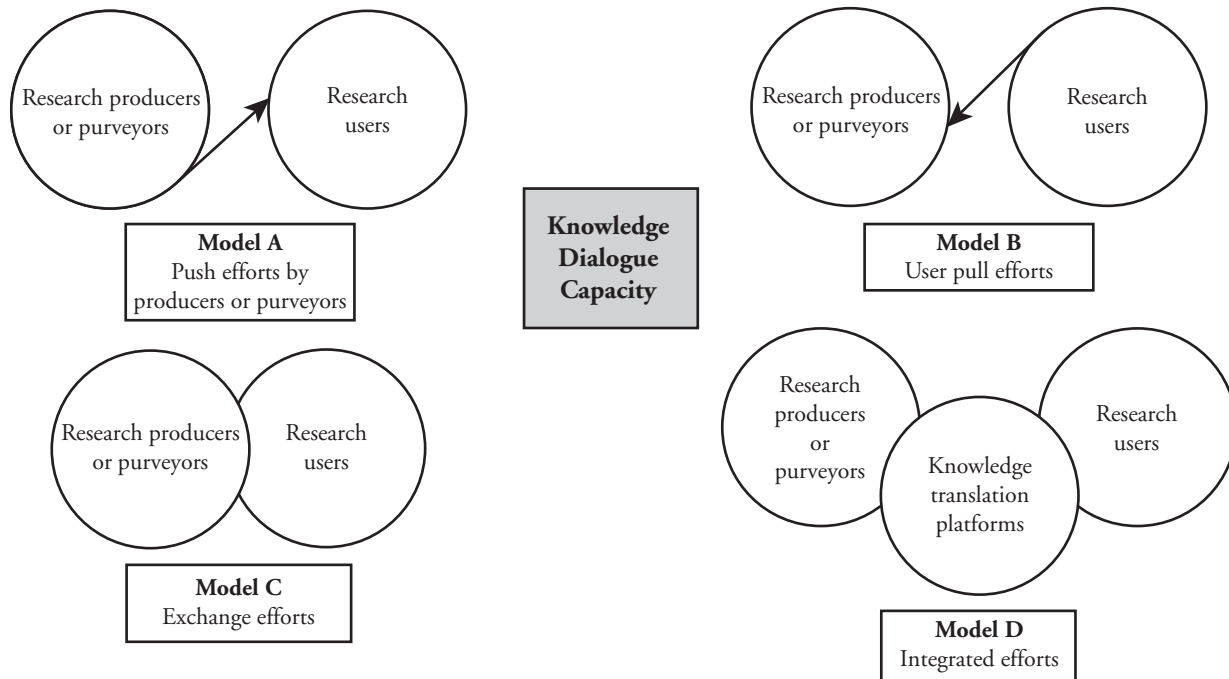 Research producers
or purveyors
Research
users
Model A
Push efforts by
producers or purveyors
Knowledge
Dialogue
Capacity
Research producers
or purveyors
Research
users
Model B
User pull efforts
Research producers
or purveyors
Research
users
Model C
Exchange efforts
Research
producers
or
purveyors
Knowledge
translation
platforms
Research
users
Model D
Integrated efforts